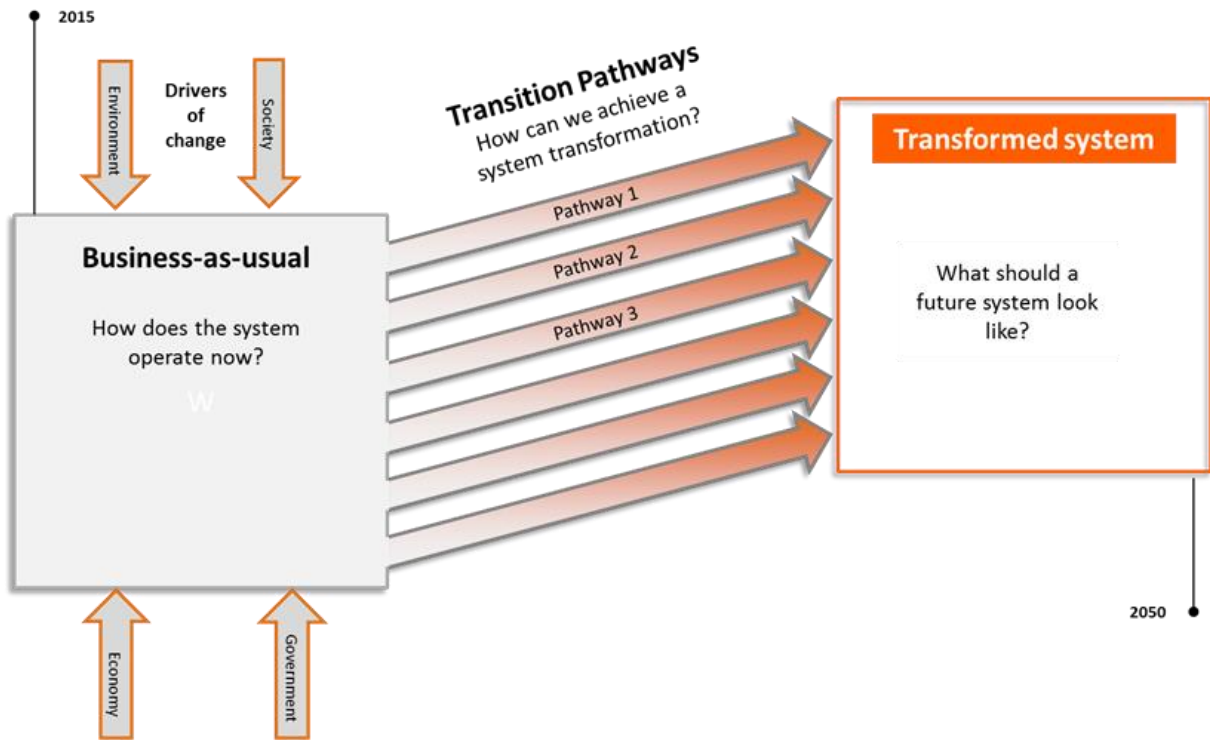 2015
Environment
Drivers
of
change
Society
Transition Pathways
How can we achieve a
system transformation?
Transformed system
Pathway 1
Business-as-usual
Pathway 2
What should a
future system look
like?
How does the system
operate now?
Pathway 3
W
2050
Economy
Government